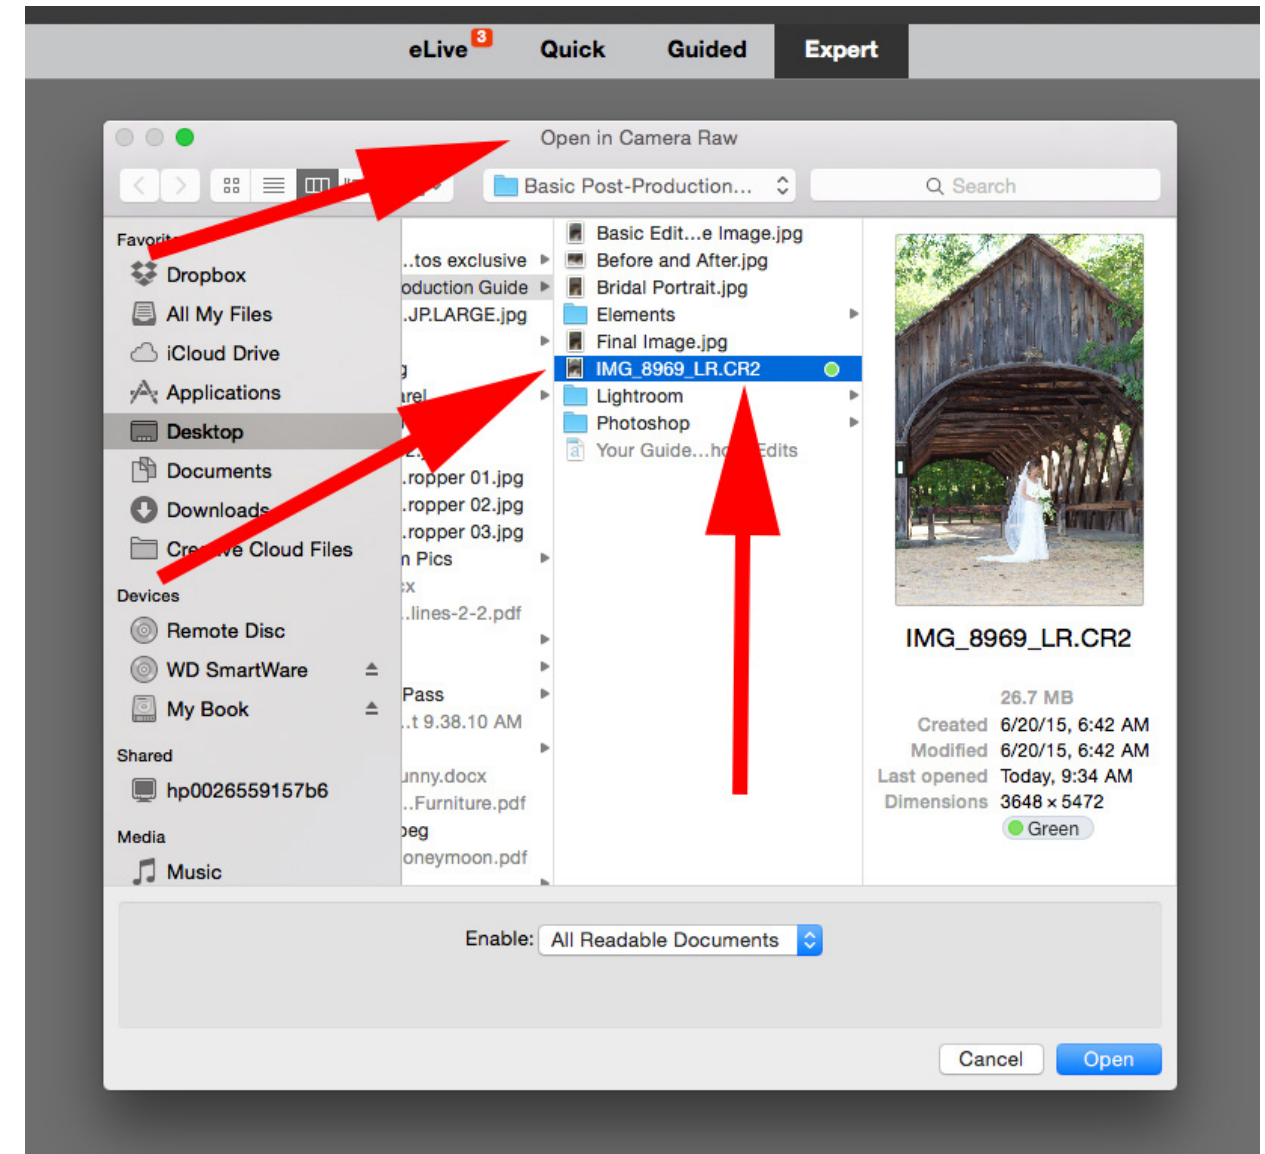 eLive 3 Quick Guided Expert
Open in Camera Raw
Basic Post-Production...
Search
Dropbox
All My Files
iCloud Drive
Applications
Desktop
Documents
Downloads
Cloud Files
Devices
Remote Disc
WD SmartWare
My Book
Shared
hp0026559157b6
Media
Music
..tos exclusive
oduction Guide
.JP.LARGE.jpg
.ropper 01.jpg
.ropper 02.jpg
.ropper 03.jpg
Pics
..lines-2-2.pdf
Pass
..t 9.38.10 AM
unny.docx
..Furniture.pdf
oneymoon.pdf
Basic Edit...e Image.jpg
Before and After.jpg
Bridal Portrait.jpg
Elements
Final Image.jpg
IMG_8969_LR.CR2
Lightroom
Photoshop
Your Guide...ho Edits
IMG_8969_LR.CR2
26.7 MB
Created 6/20/15, 6:42 AM
Modified 6/20/15, 6:42 AM
Last opened Today, 9:34 AM
Dimensions 3648 × 5472
Green
Enable: All Readable Documents
Cancel Open